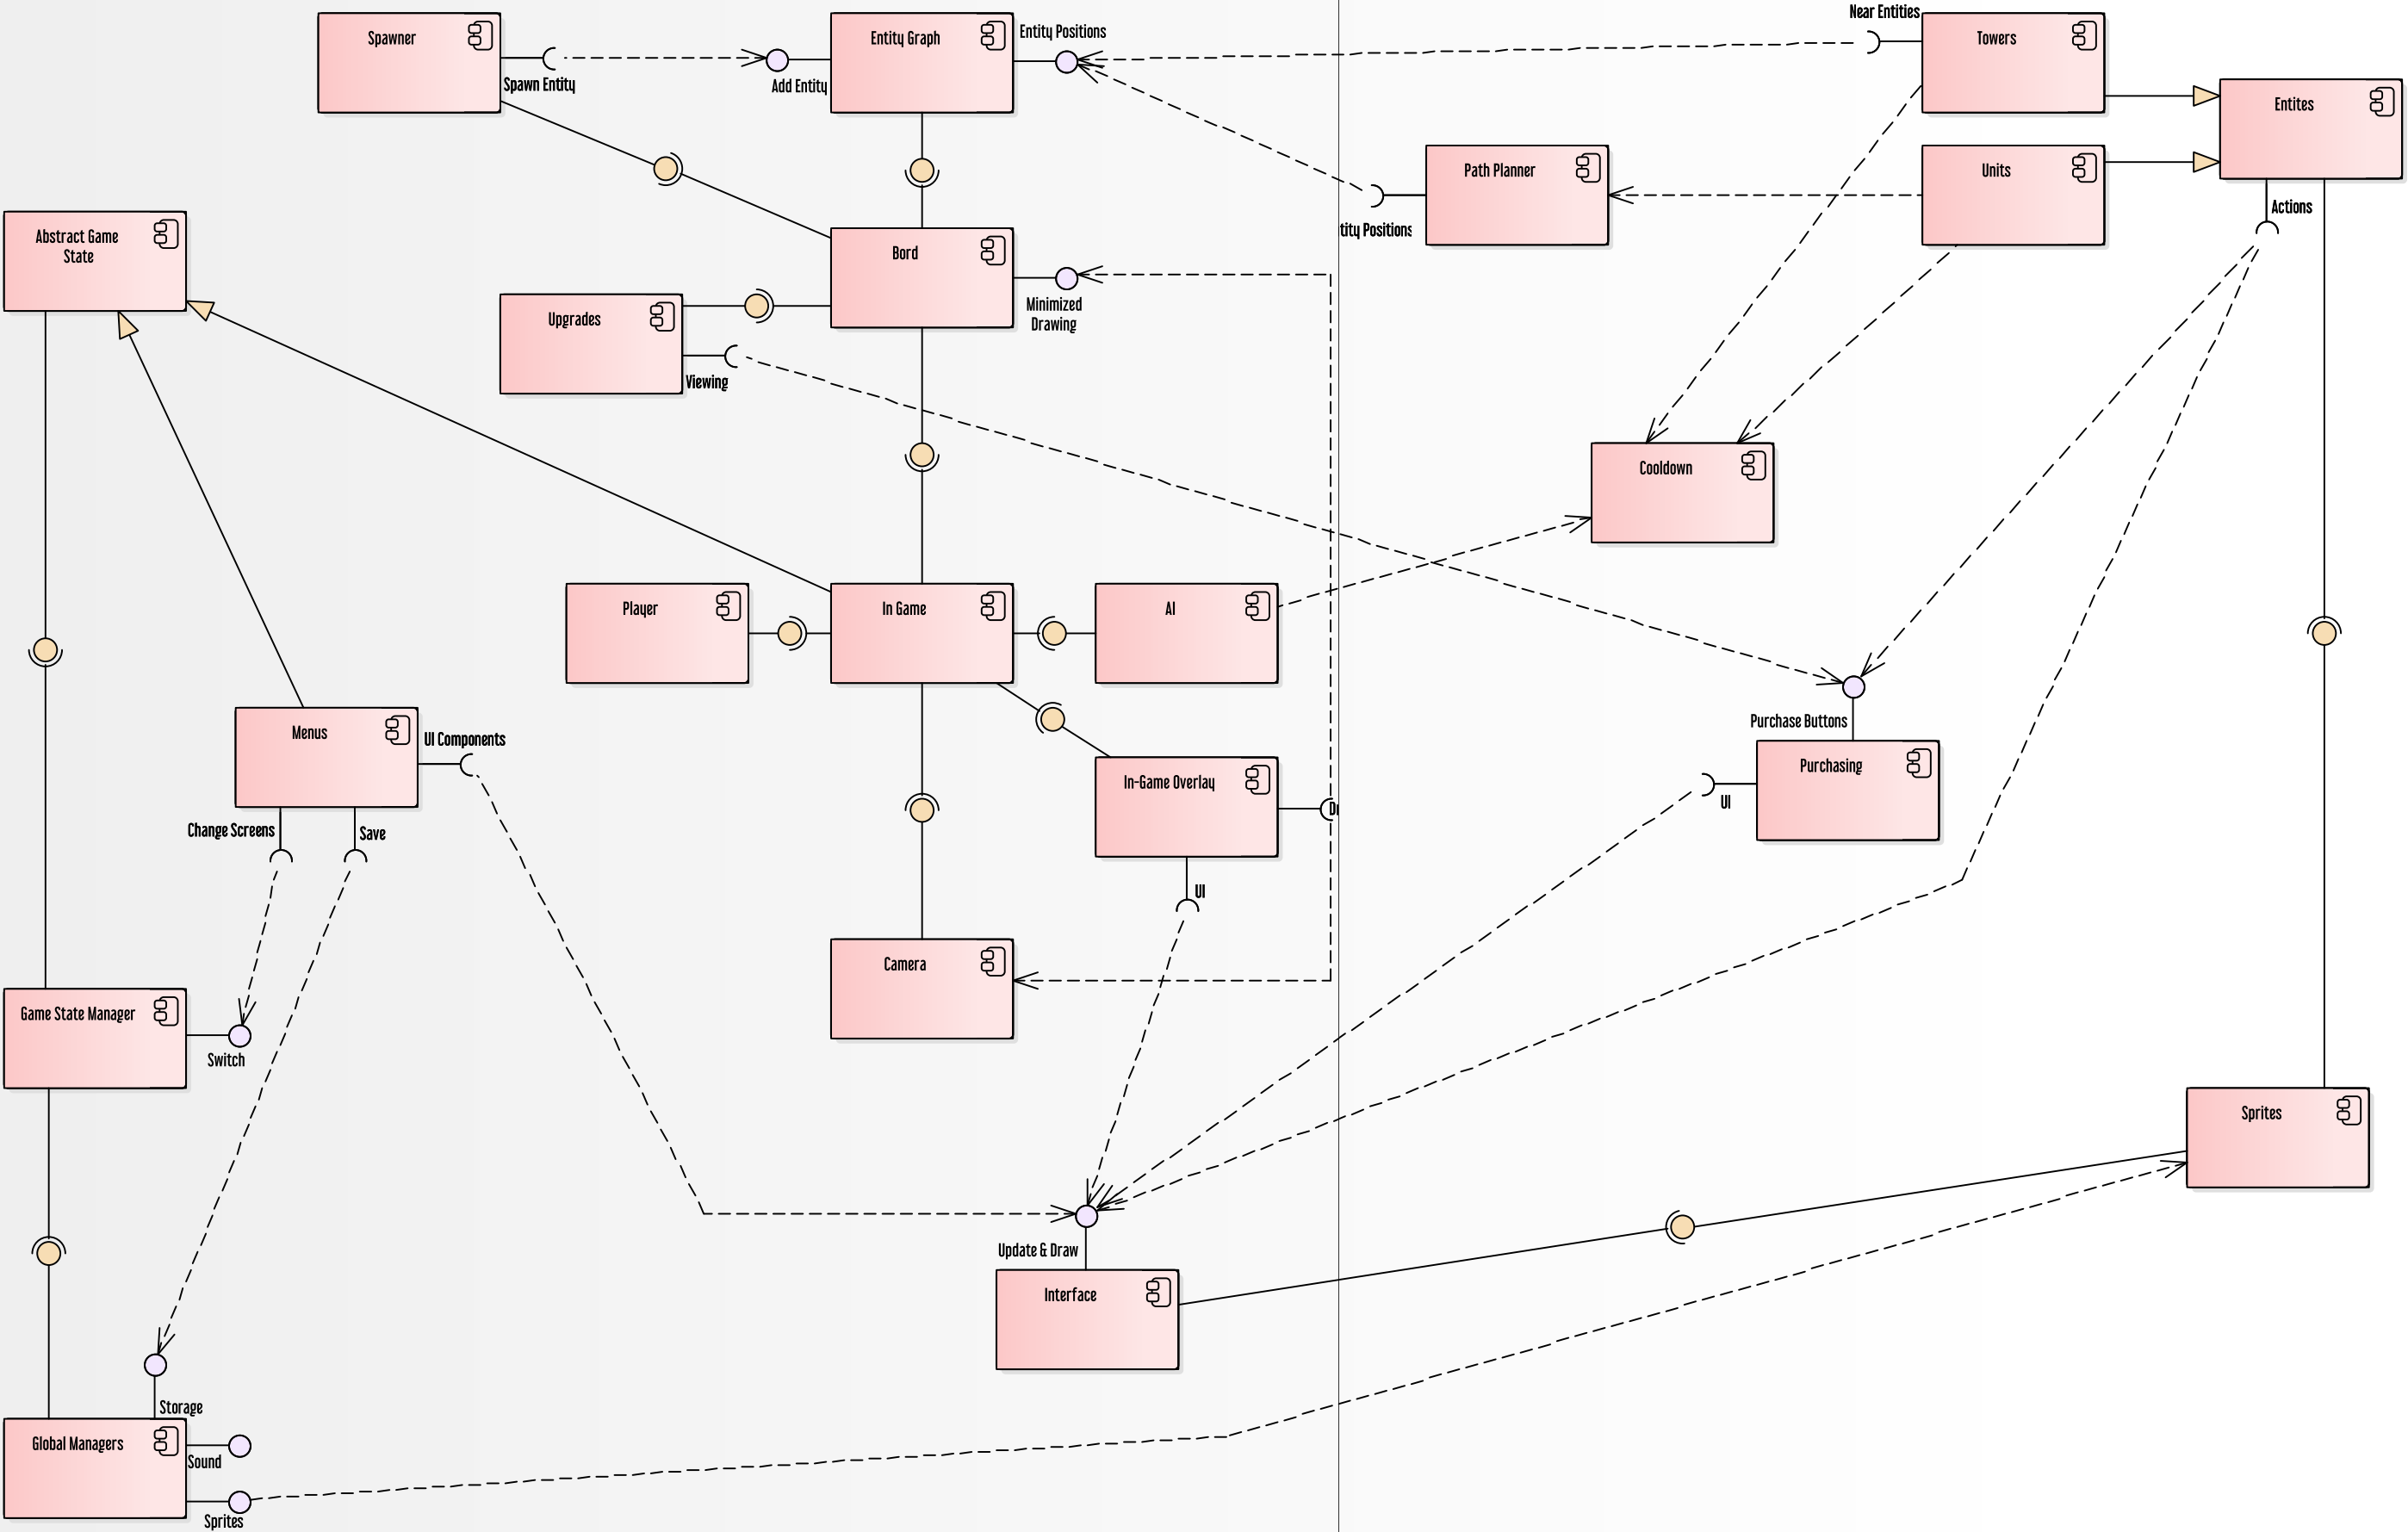 Near Entities
Spawner
Entity Graph
Entity Positions
Towers
Spawn Entity
Add Entity
Entites
Path Planner
Units
Actions
tity Positions
Abstract Game
State
Bord
Minimized
Drawing
Upgrades
Viewing
Cooldown
Player
In Game
AI
Menus
UI Components
Purchase Buttons
In-Game Overlay
Purchasing
UI
Change Screens
Save
UI
Camera
Game State Manager
Switch
Sprites
Update & Draw
Interface
Storage
Global Managers
Sound
Sprites